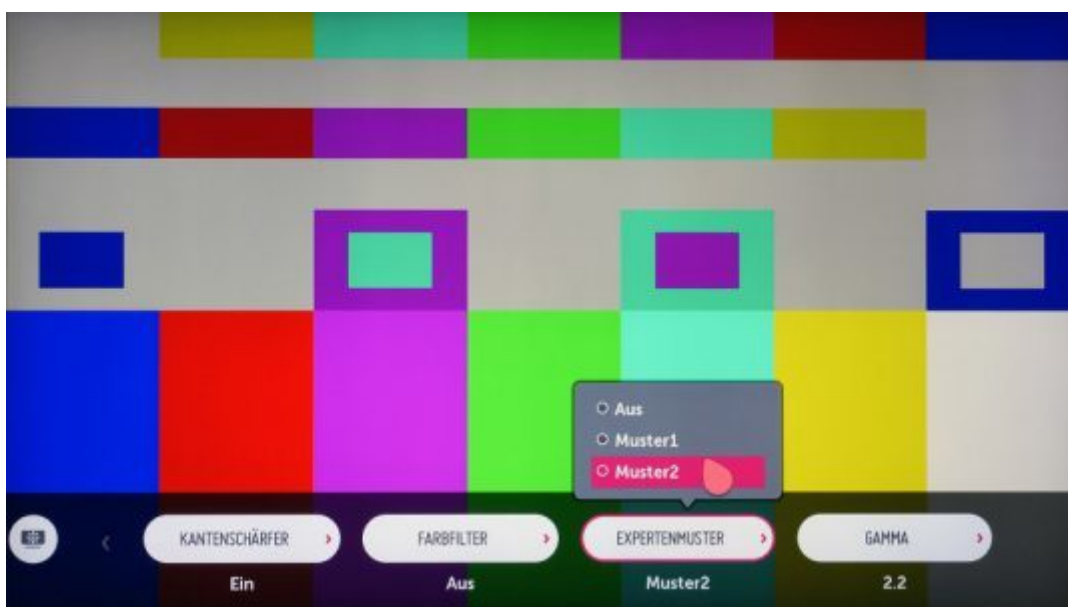 Aus
Muster1
Muster2
KANTENSCHÄRFER
FARBFILTER
EXPERTENMUSTER
GAMMA
Ein
Aus
Muster2
2.2